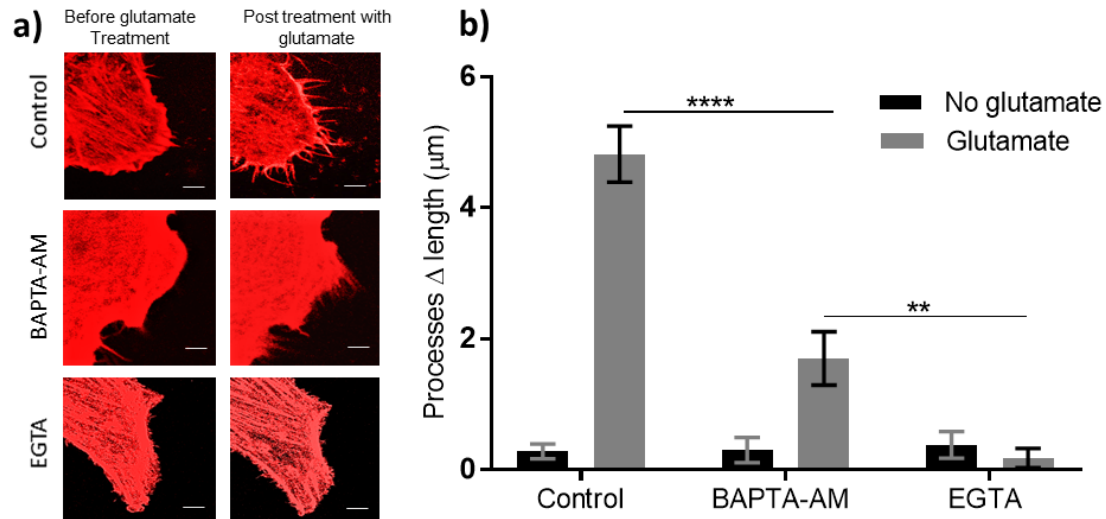 a)
Before glutamate
Treatment
Post treatment with
glutamate
Control
BAPTA-AM
EGTA
b)
6
4
2
0
Processes Δ length (μm)
****
**
No glutamate
Glutamate
Control
BAPTA-AM
EGTA